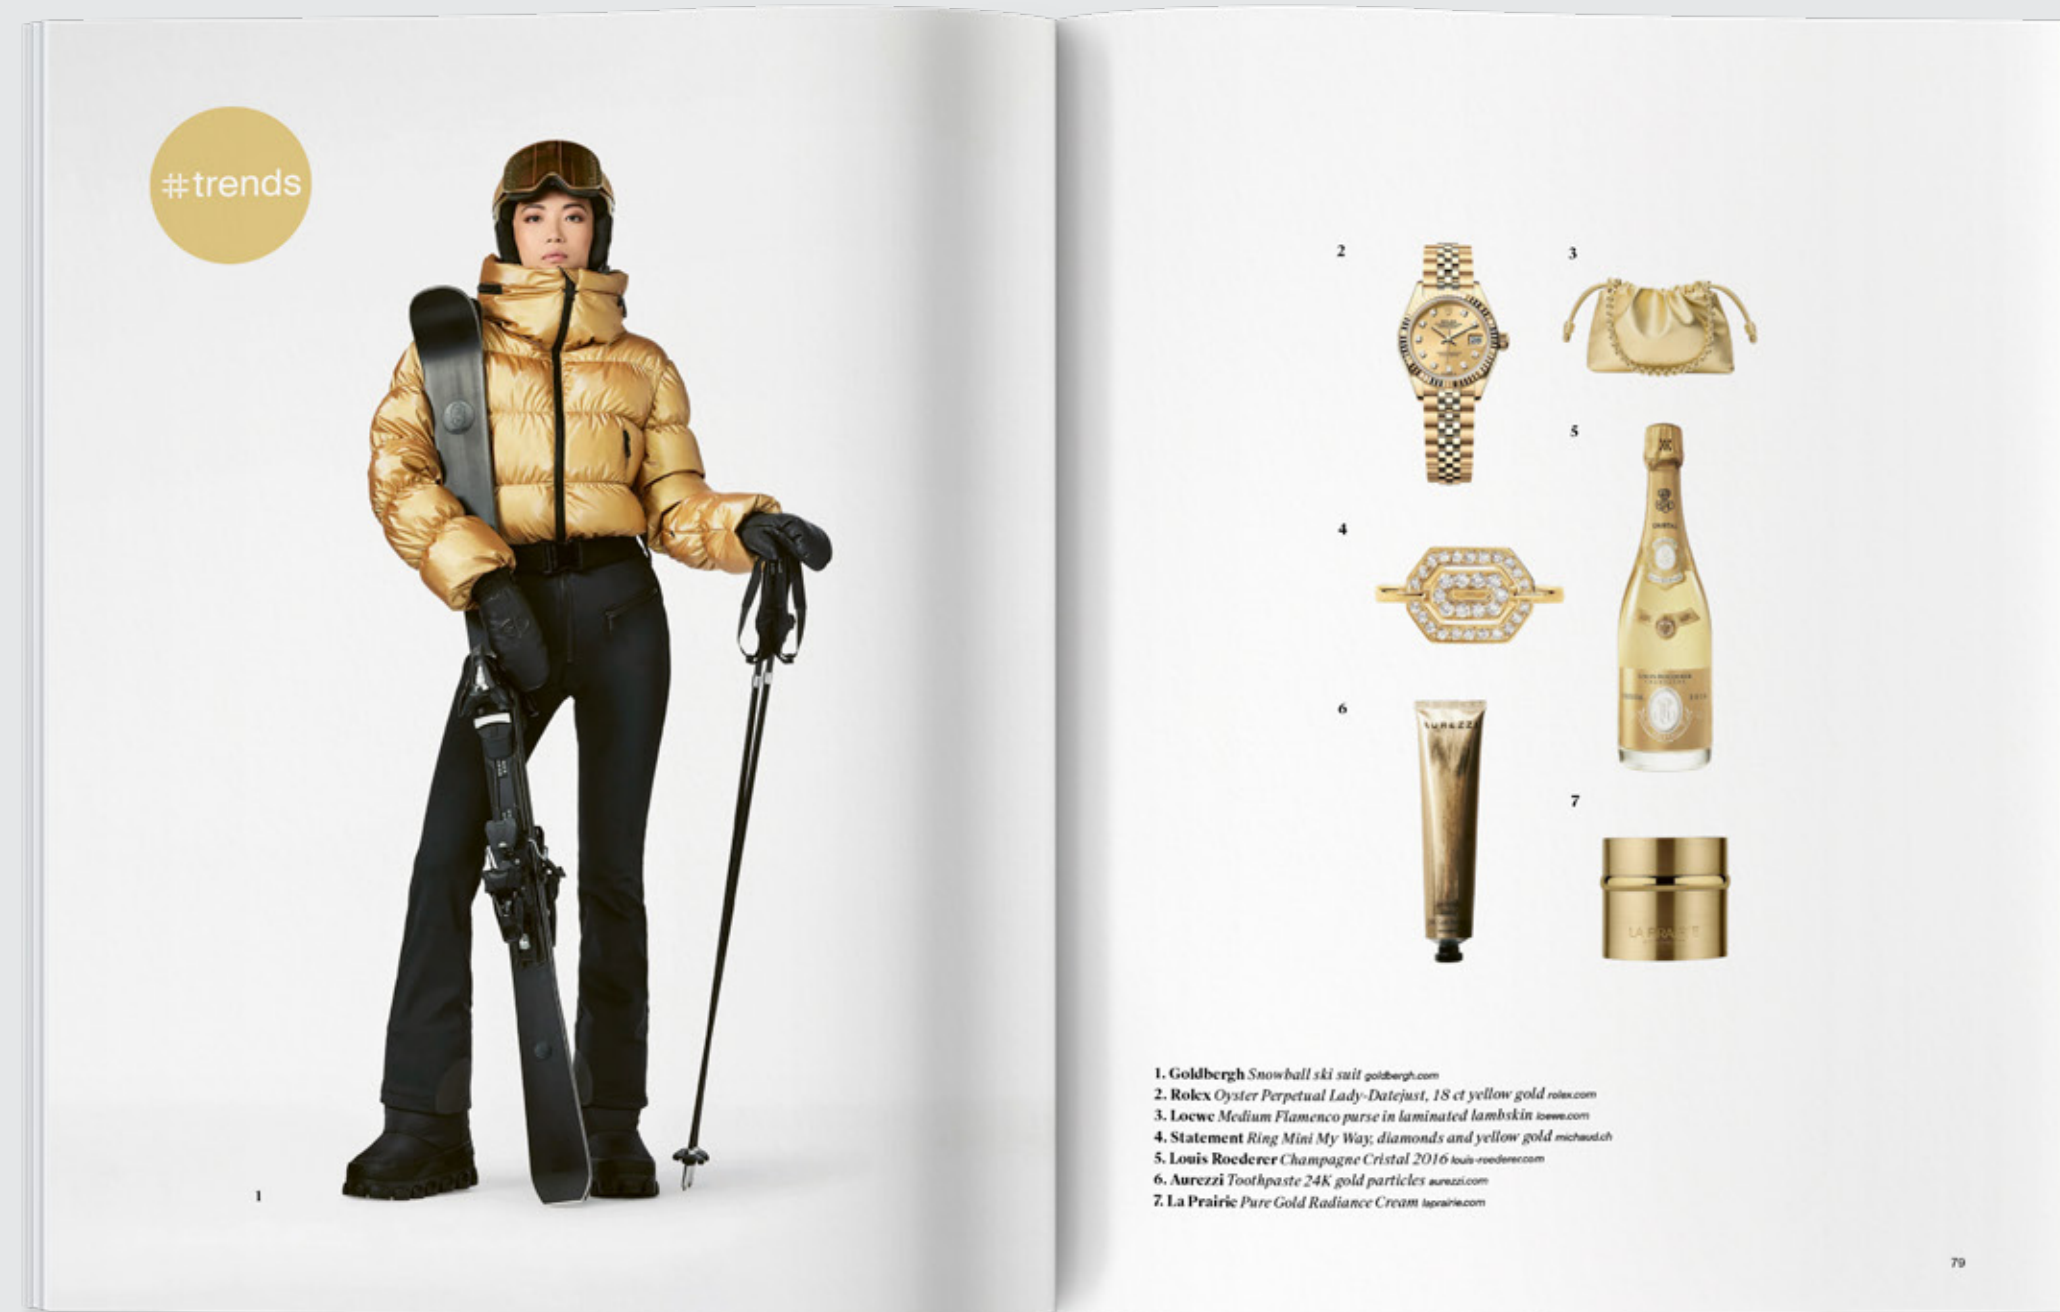 #trends
1
2
3
4
5
6
7
AUREZZI
LA PRAIRIE
1. Goldbergh Snowball ski suit goldbergh.com
2. Rolex Oyster Perpetual Lady-Datejust, 18 ct yellow gold rolex.com
3. Loewe Medium Flamenco purse in laminated lambskin loewe.com
4. Statement Ring Mini My Way, diamonds and yellow gold michaud.ch
5. Louis Roederer Champagne Cristal 2016 louis-roederer.com
6. Aurezzi Toothpaste 24K gold particles aurezzi.com
7. La Prairie Pure Gold Radiance Cream laprairie.com
79